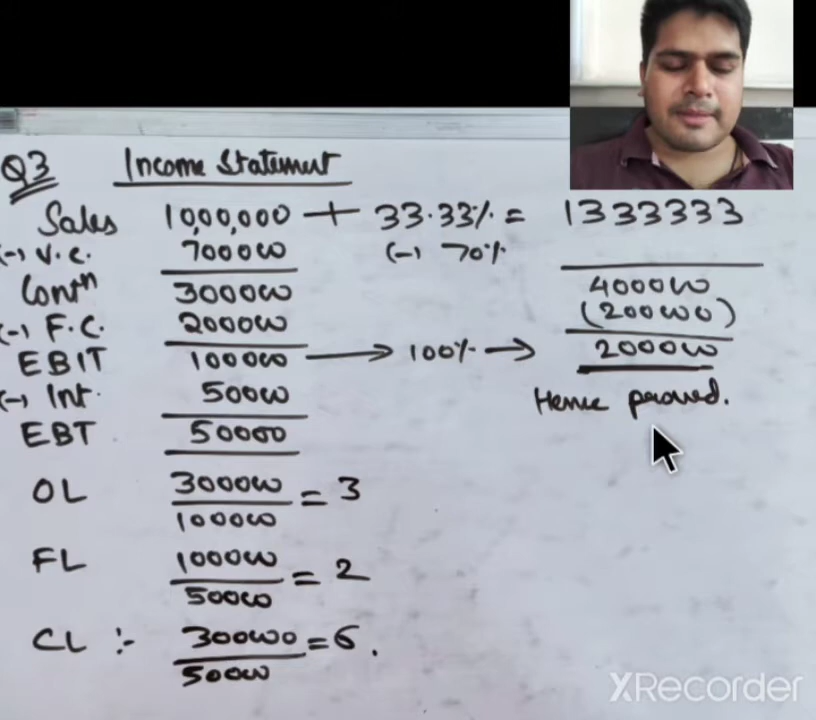 Q3 Income Statement
Sales 10,00,000 + 33.33% = 1333333
(-) V.C. 700000 (-) 70%
Contn 300000 400000
(-) F.C. 200000 (200000)
EBIT 100000 → 100% → 200000
(-) Int. 50000 Hence proved.
EBT 50000
OL 300000 / 100000 = 3
FL 100000 / 50000 = 2
CL :- 300000 / 50000 = 6.
XRecorder